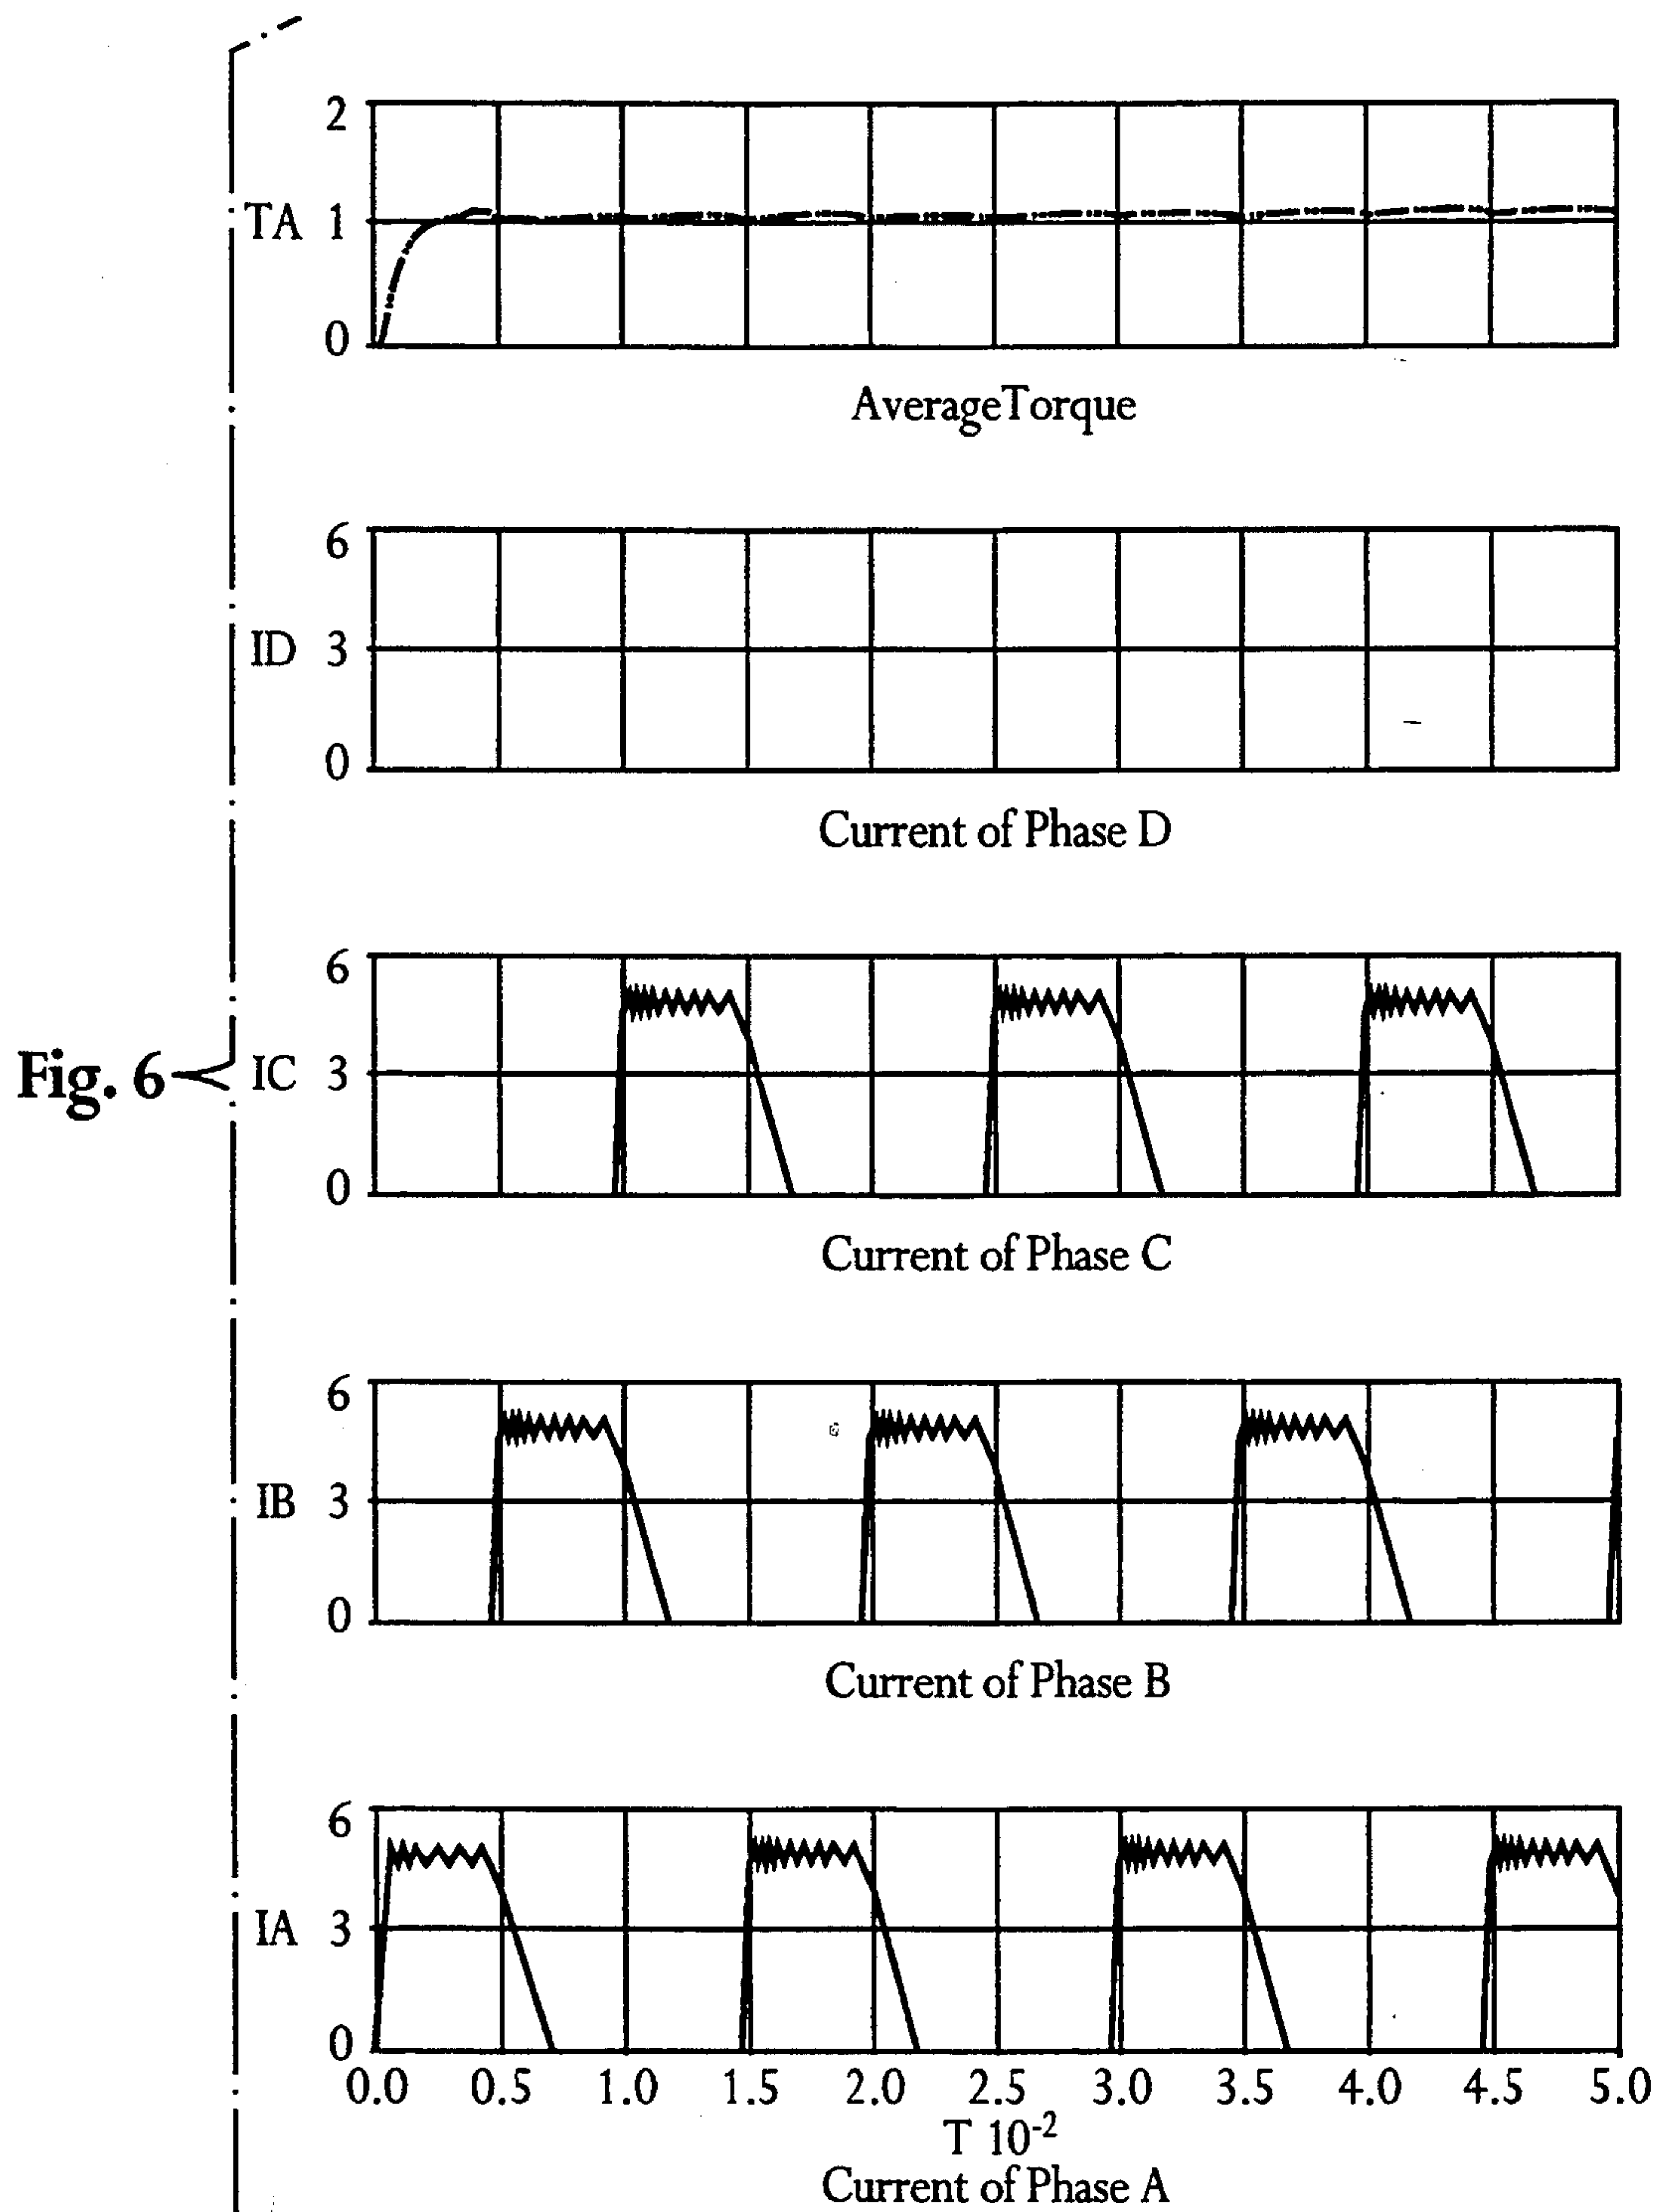 2
TA 1
0
AverageTorque
6
ID 3
0
Current of Phase D
6
Fig. 6 IC 3
0
Current of Phase C
6
IB 3
0
Current of Phase B
6
IA 3
0
0.0 0.5 1.0 1.5 2.0 2.5 3.0 3.5 4.0 4.5 5.0
T 10⁻²
Current of Phase A